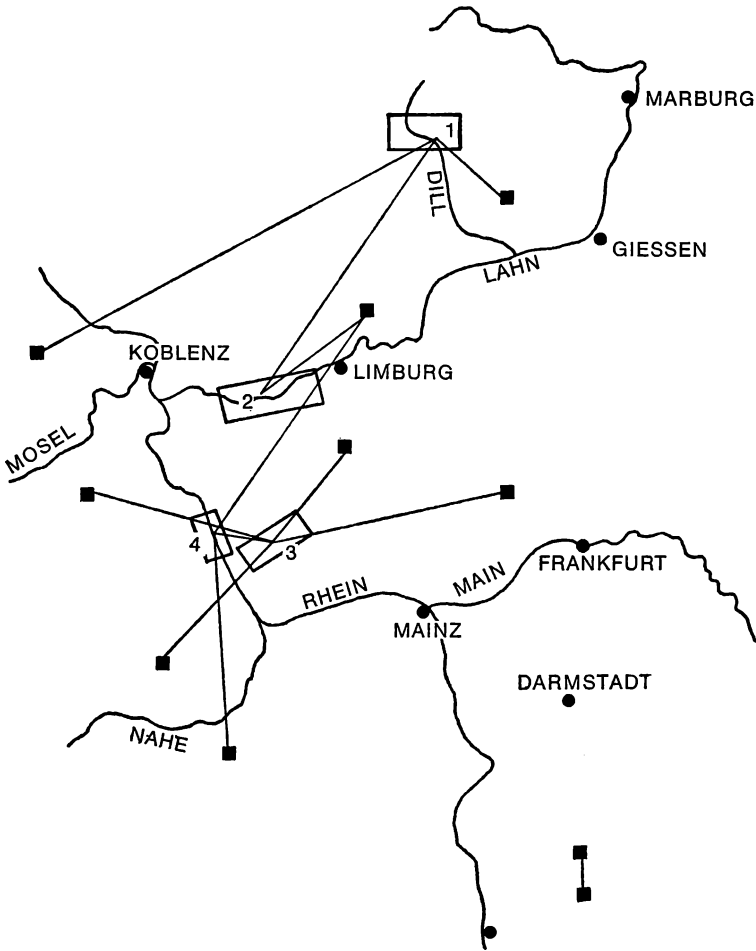 MARBURG
1
DILL
GIESSEN
LAHN
KOBLENZ
LIMBURG
2
MOSEL
4
3
FRANKFURT
MAIN
RHEIN
MAINZ
DARMSTADT
NAHE